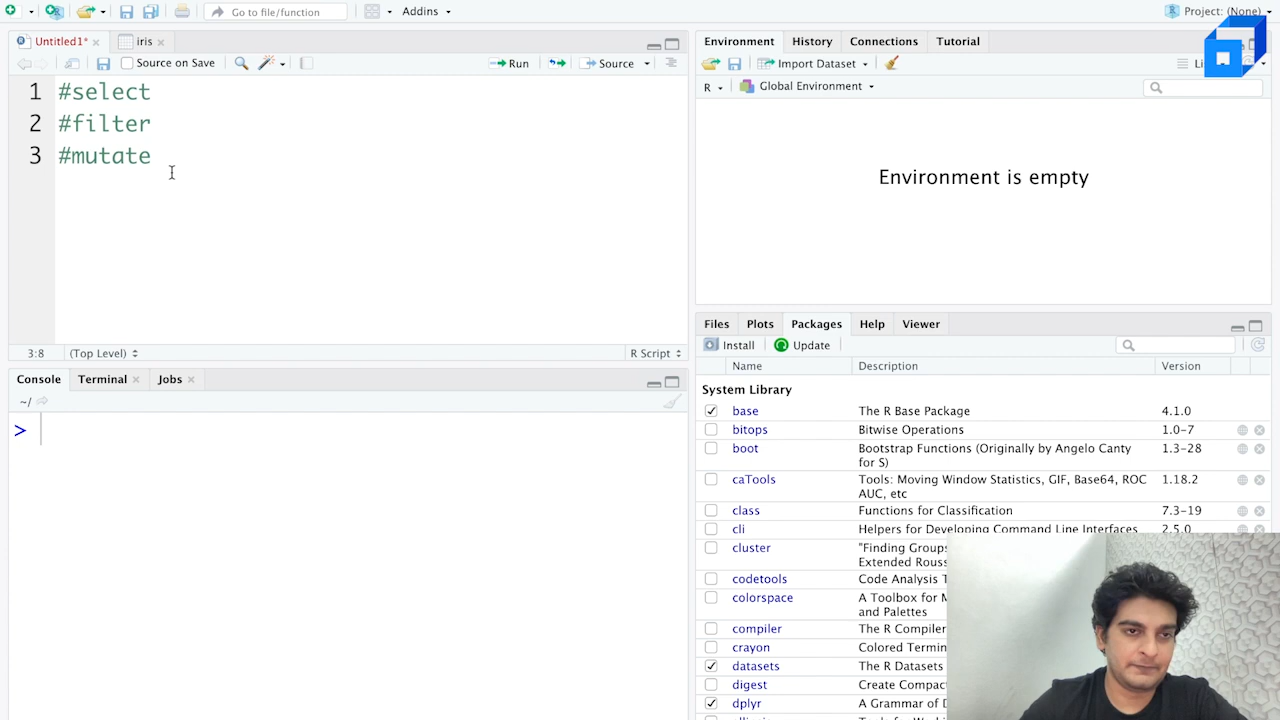 Go to file/function
Addins
Project: (None)
Untitled1*
iris
Source on Save
Run
Source
1 #select
2 #filter
3 #mutate
3:8
(Top Level)
R Script
Console
Terminal
Jobs
~/
>
Environment
History
Connections
Tutorial
Import Dataset
R
Global Environment
Environment is empty
Files
Plots
Packages
Help
Viewer
Install
Update
Name Description Version
System Library
base The R Base Package 4.1.0
bitops Bitwise Operations 1.0-7
boot Bootstrap Functions (Originally by Angelo Canty 1.3-28
for S)
caTools Tools: Moving Window Statistics, GIF, Base64, ROC 1.18.2
AUC, etc
class Functions for Classification 7.3-19
cli Helpers for Developing Command Line Interfaces 2.5.0
cluster "Finding Groups
Extended Rouss
codetools Code Analysis T
colorspace A Toolbox for M
and Palettes
compiler The R Compiler
crayon Colored Termin
datasets The R Datasets
digest Create Compac
dplyr A Grammar of D